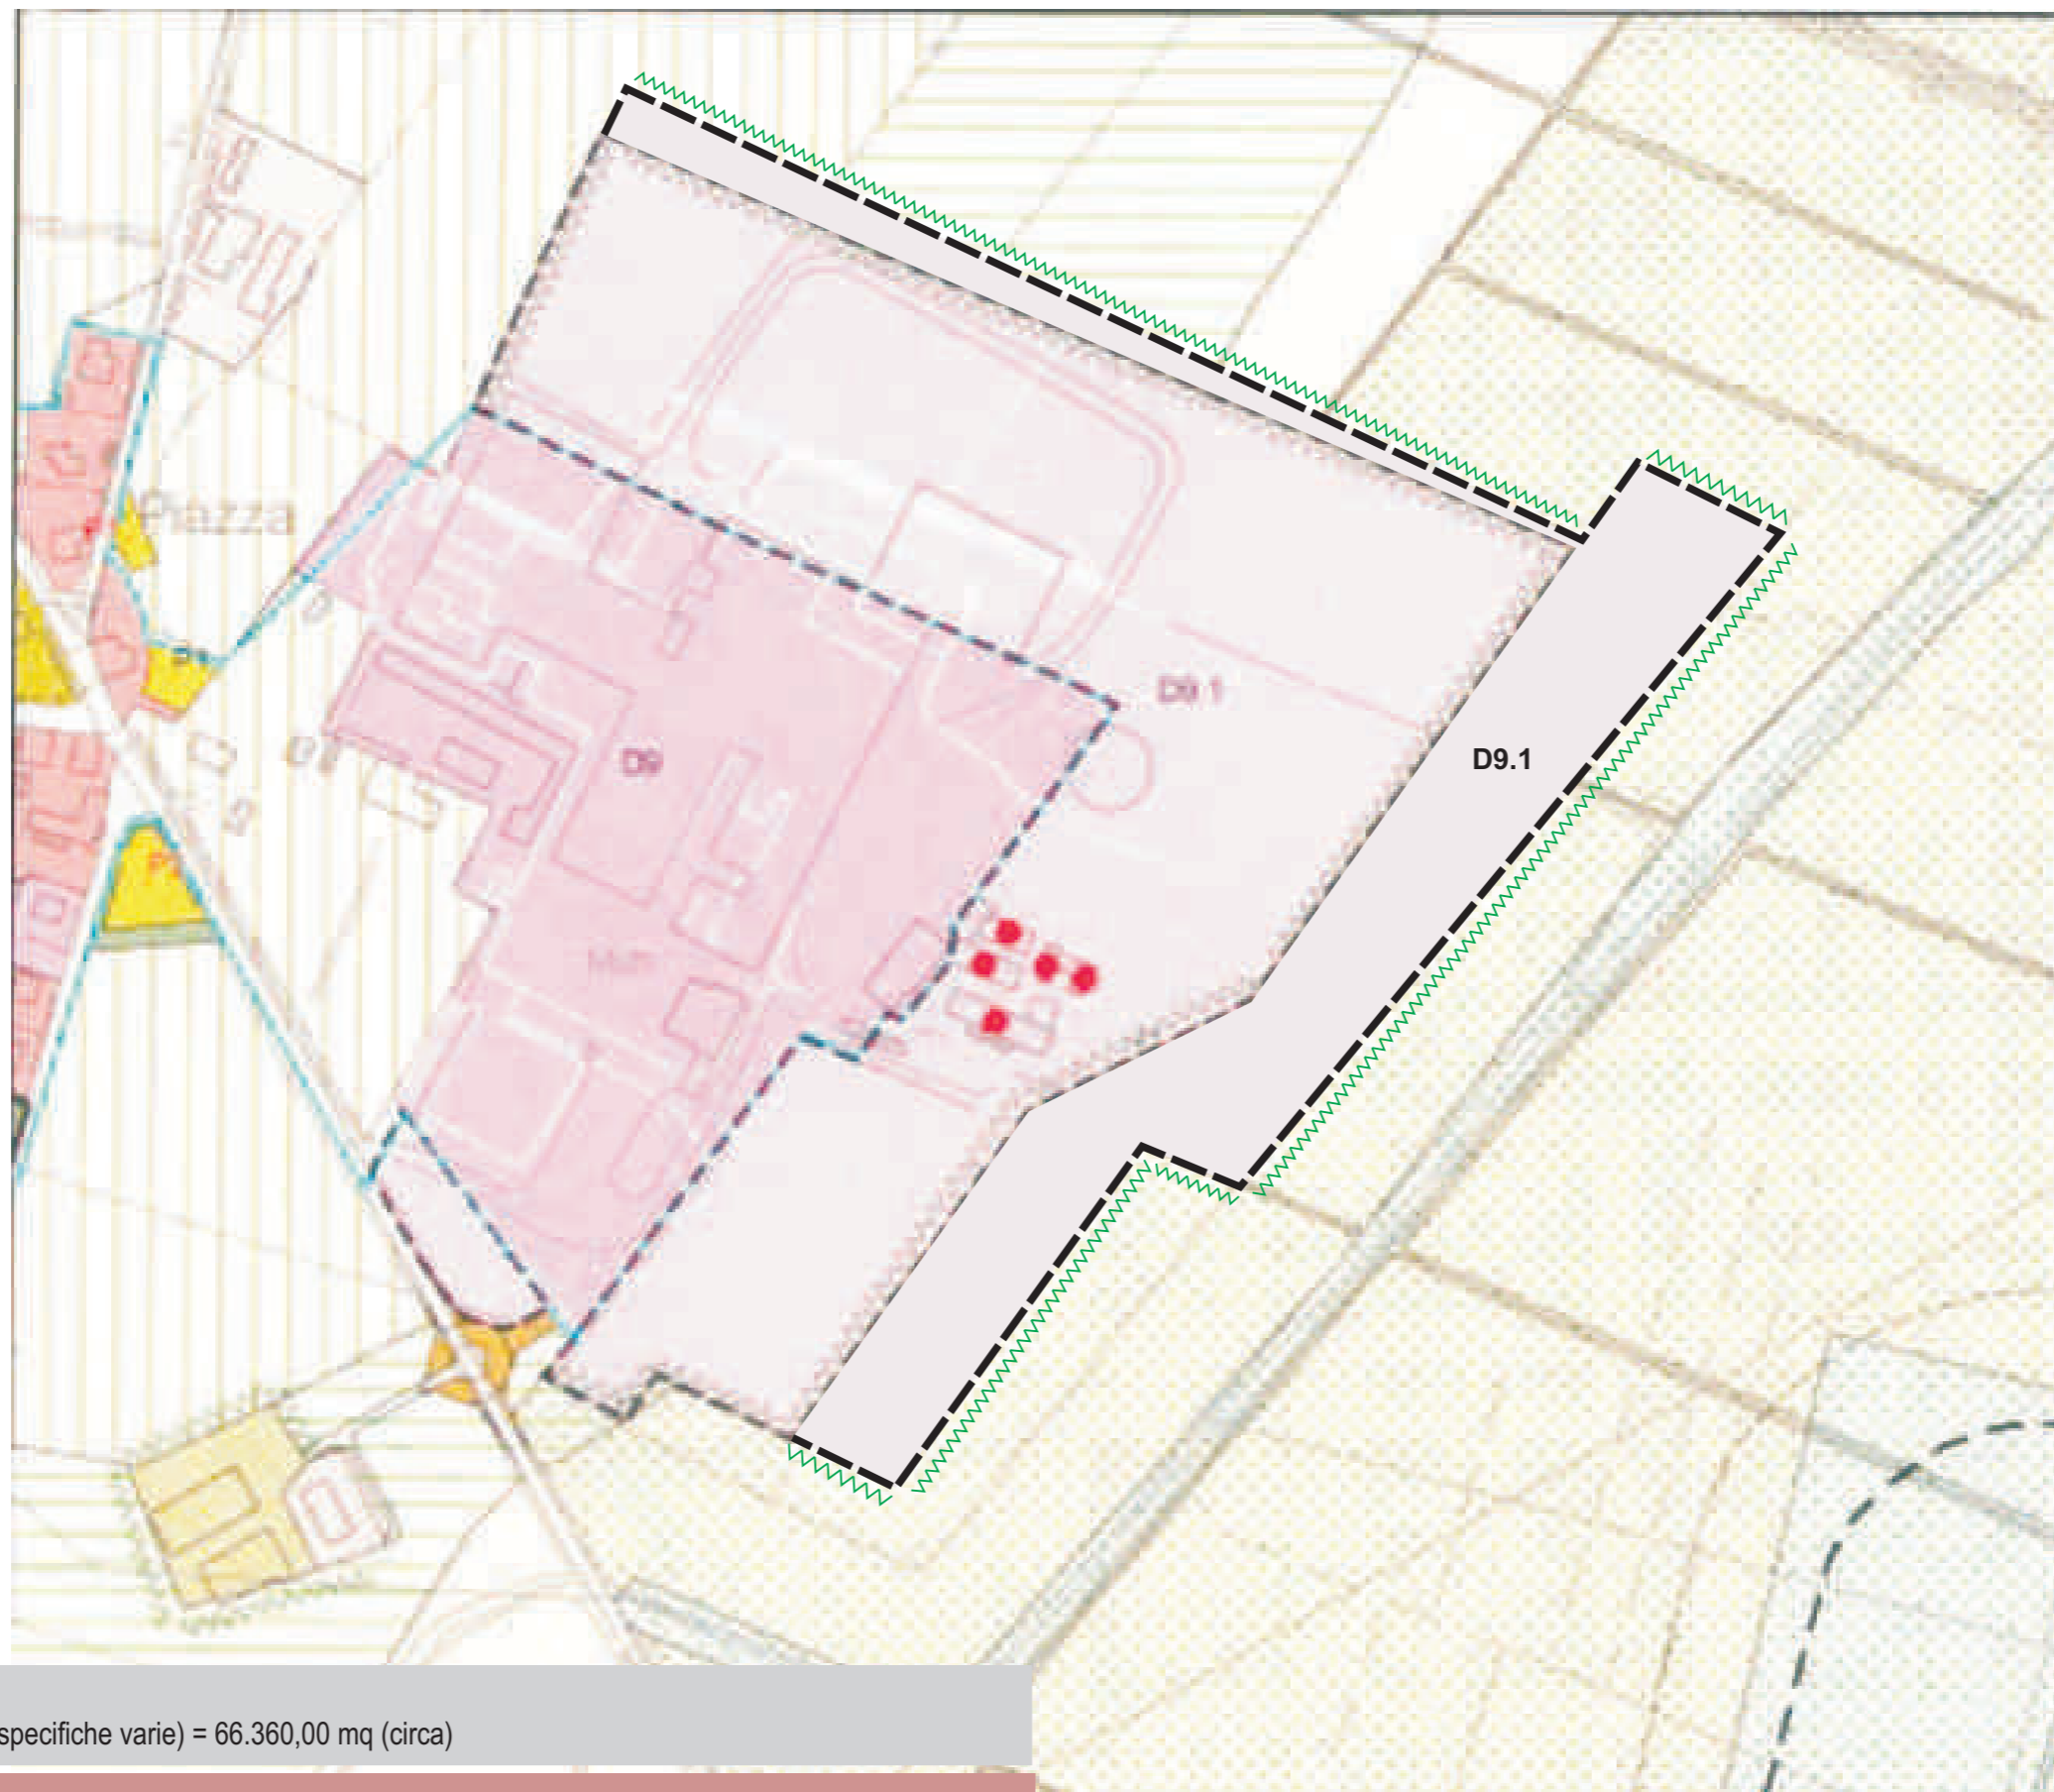 Piazza
D9.1
D9.1
D9
specifiche varie) = 66.360,00 mq (circa)